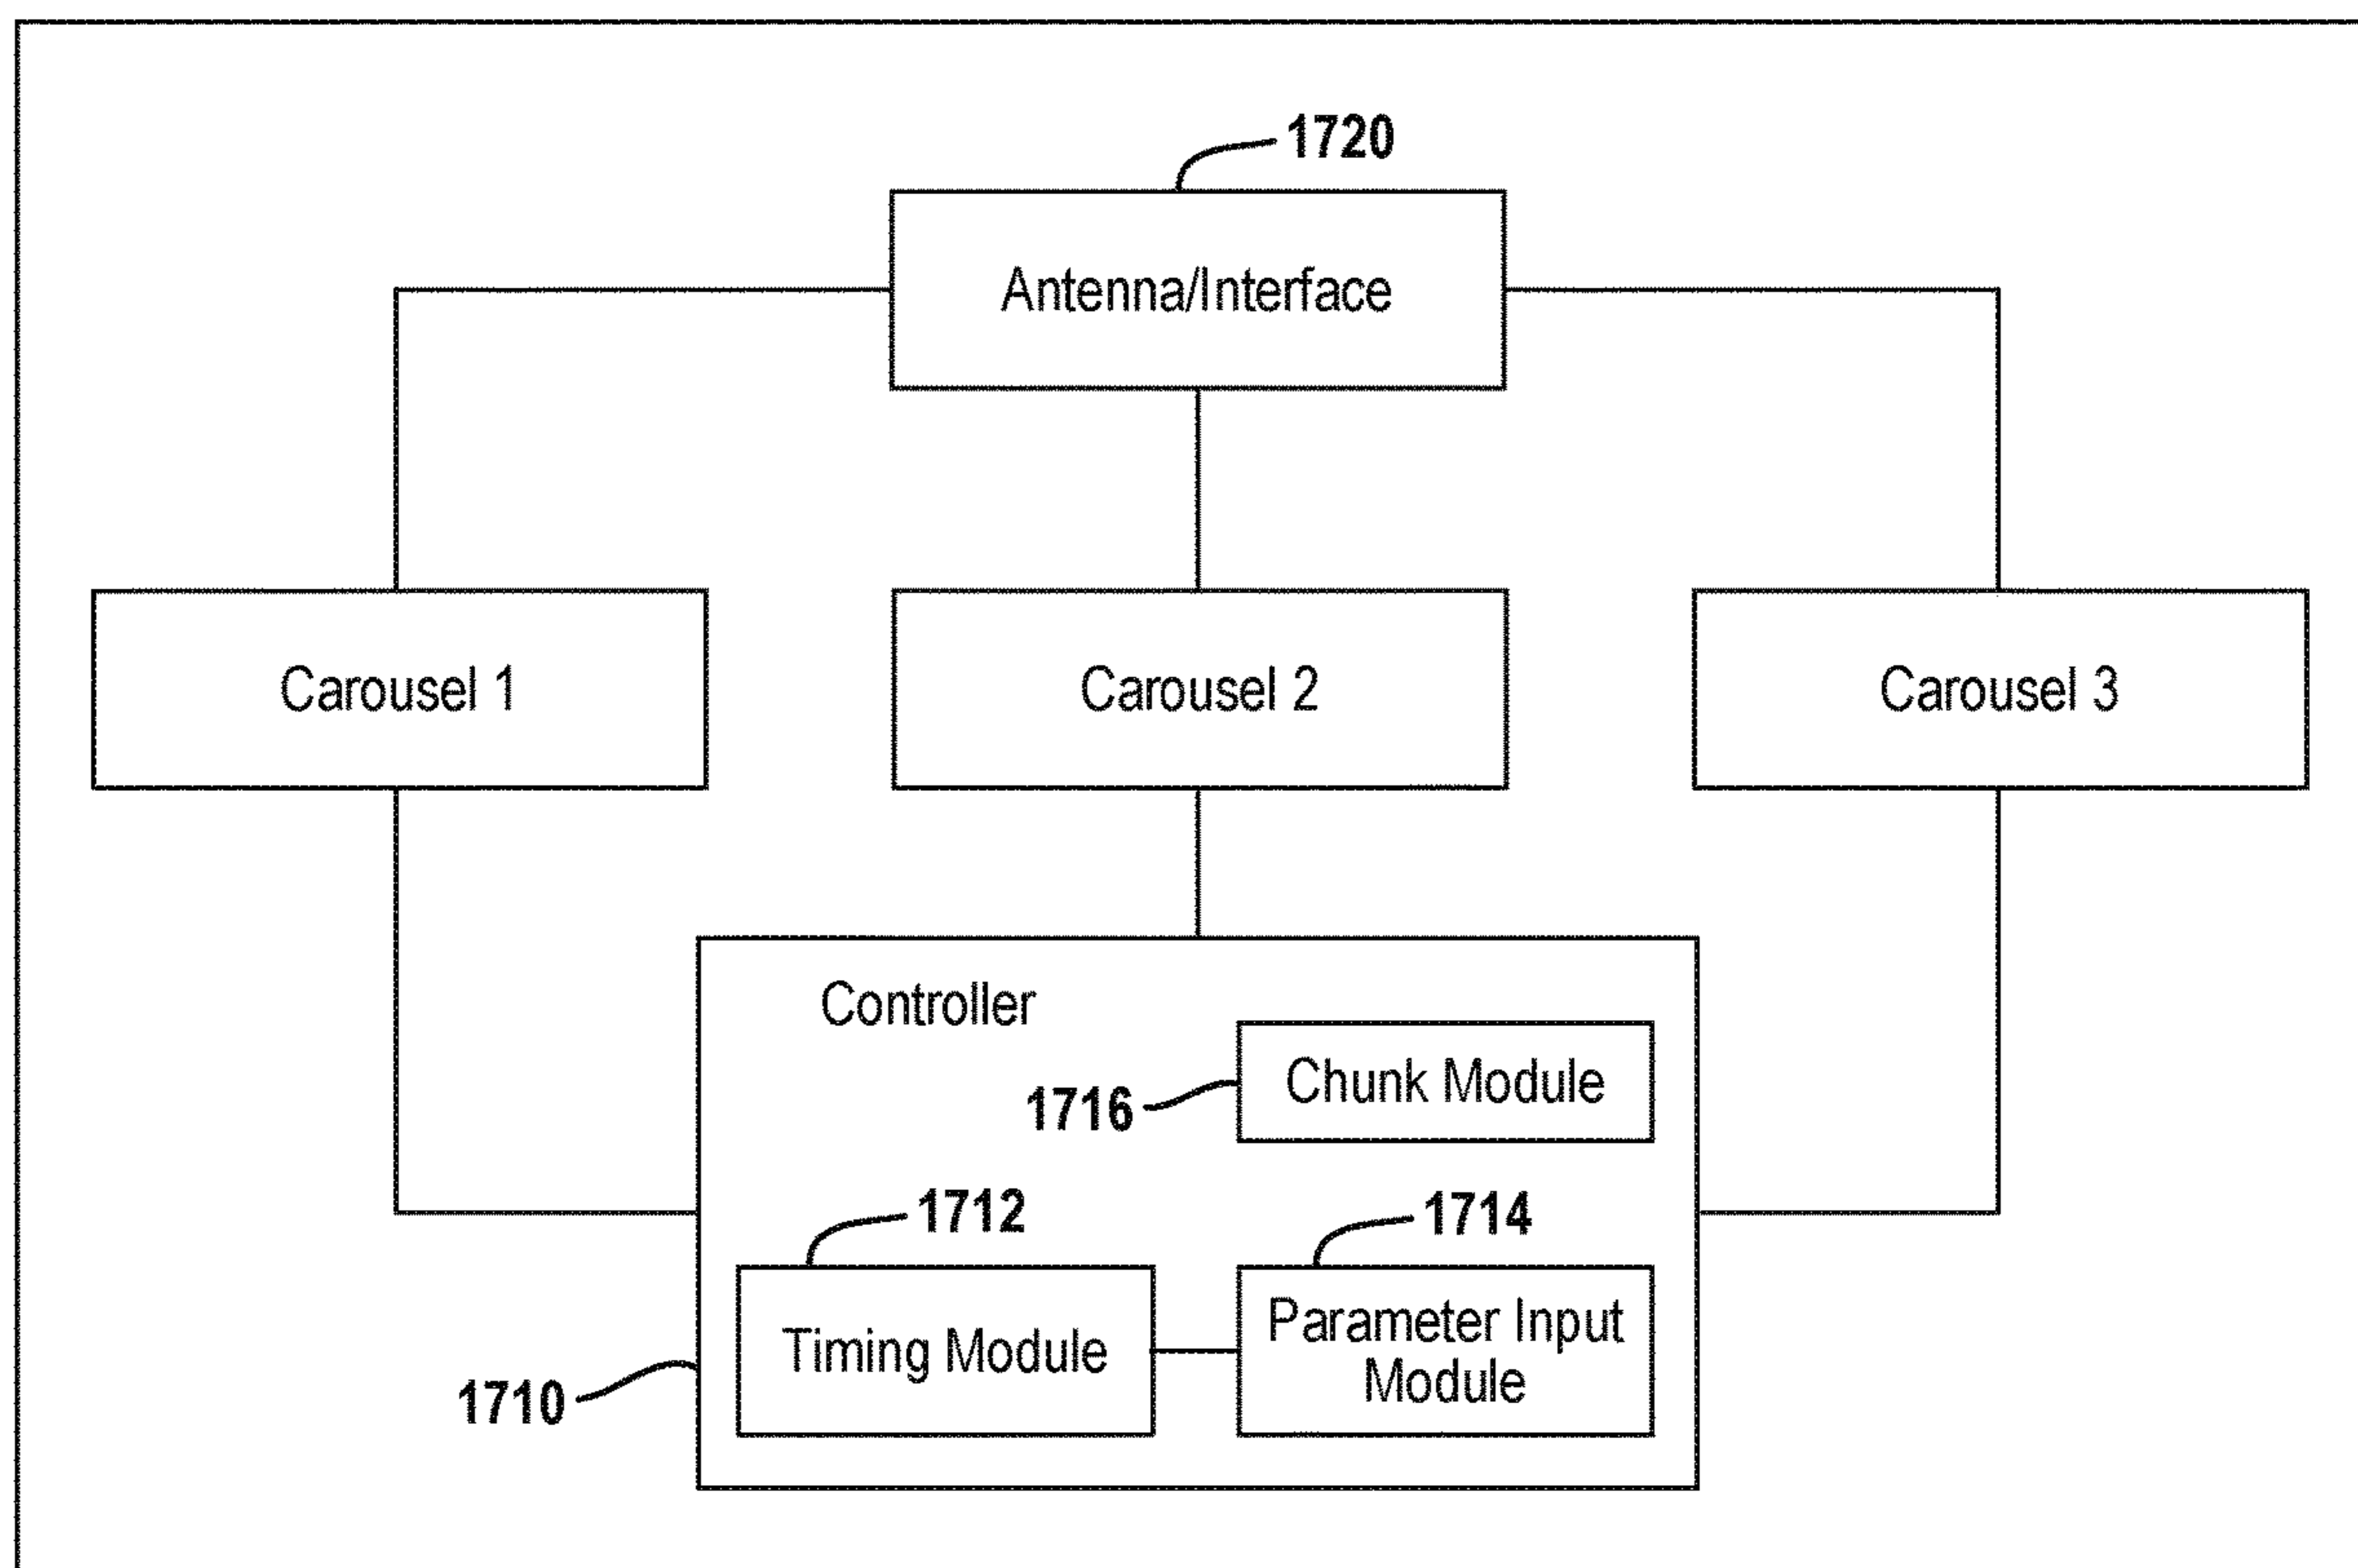 1720
Antenna/Interface
Carousel 1
Carousel 2
Carousel 3
Controller
Chunk Module
1716
1712
1714
Timing Module
Parameter Input
Module
1710